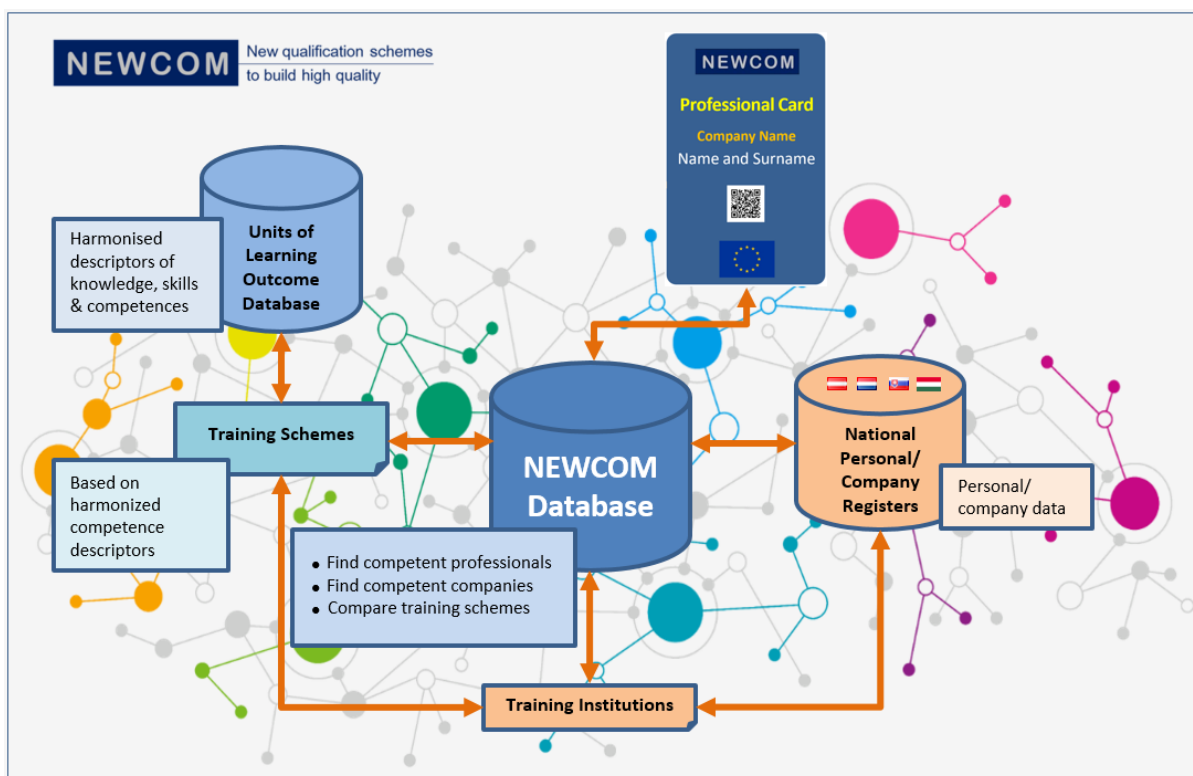 NEWCOM
New qualification schemes
to build high quality
NEWCOM
Professional Card
Company Name
Name and Surname
Units of
Learning
Outcome
Database
Harmonised
descriptors of
knowledge, skills
& competences
Training Schemes
Based on
harmonized
competence
descriptors
NEWCOM
Database
National
Personal/
Company
Registers
Personal/
company data
• Find competent professionals
• Find competent companies
• Compare training schemes
Training Institutions